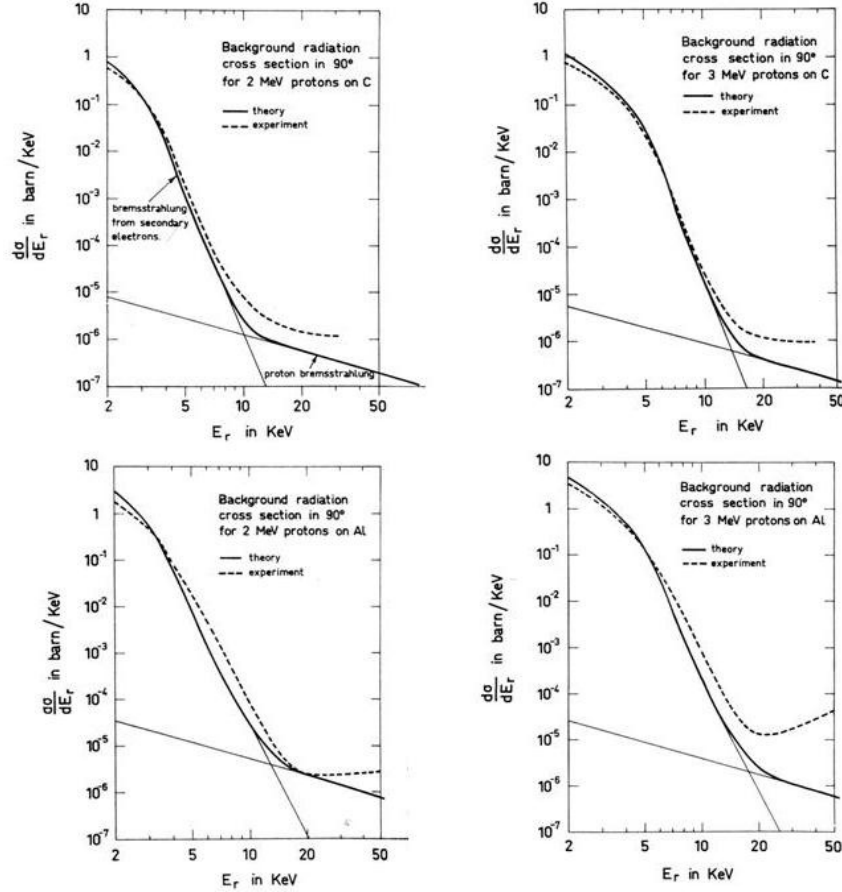 10
1
10-1
10-2
10-3
10-4
10-5
10-6
10-7
dσ
dEr
in barn/KeV
Background radiation
cross section in 90°
for 2 MeV protons on C
theory
experiment
bremsstrahlung
from secondary
electrons.
proton bremsstrahlung
2 5 10 20 50
Er in KeV
10
1
10-1
10-2
10-3
10-4
10-5
10-6
10-7
dσ
dEr
in barn/KeV
Background radiation
cross section in 90°
for 3 MeV protons on C
theory
experiment
2 5 10 20 50
Er in KeV
10
1
10-1
10-2
10-3
10-4
10-5
10-6
10-7
dσ
dEr
in barn/KeV
Background radiation
cross section in 90°
for 2 MeV protons on Al
theory
experiment
2 5 10 20 50
Er in KeV
10
1
10-1
10-2
10-3
10-4
10-5
10-6
10-7
dσ
dEr
in barn/KeV
Background radiation
cross section in 90°
for 3 MeV protons on Al
theory
experiment
2 5 10 20 50
Er in KeV